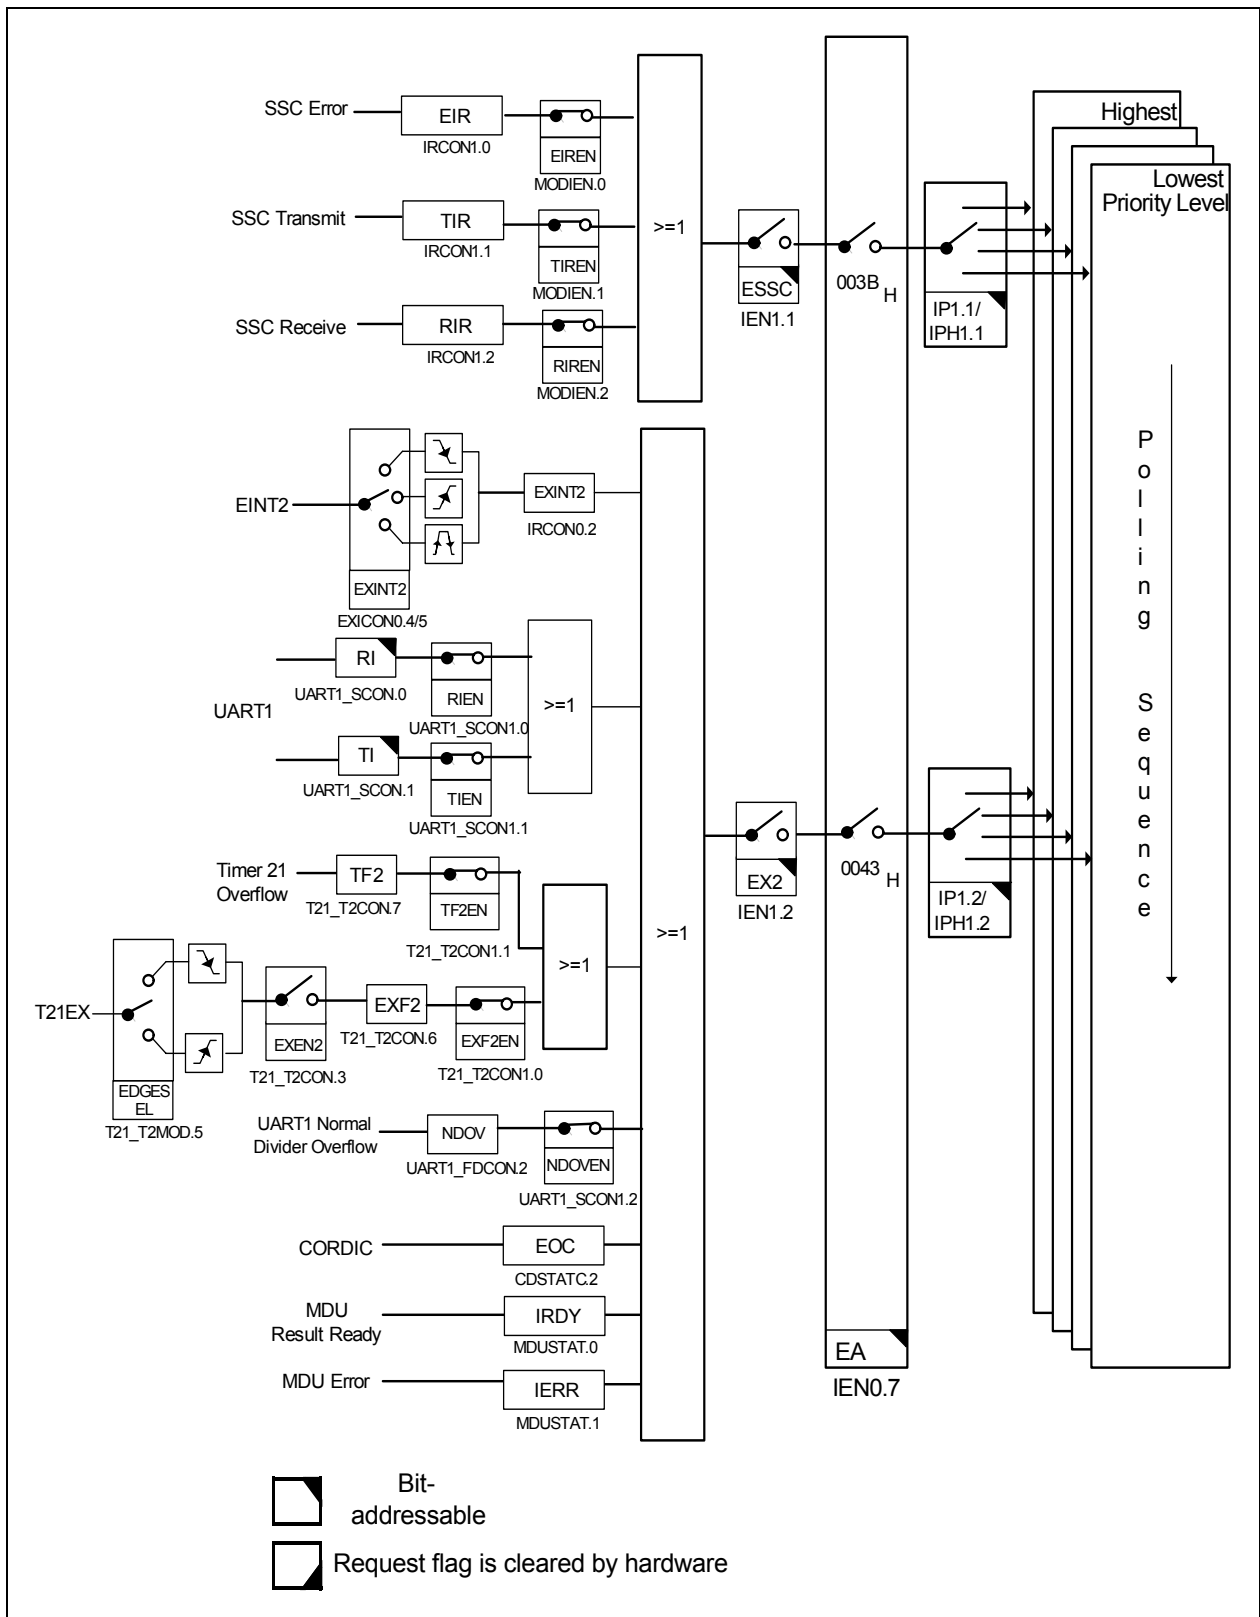 Highest
Lowest
Priority Level
SSC Error
EIR
IRCON1.0
EIREN
MODIEN.0
SSC Transmit
TIR
IRCON1.1
TIREN
MODIEN.1
SSC Receive
RIR
IRCON1.2
RIREN
MODIEN.2
>=1
ESSC
IEN1.1
003B H
IP1.1/
IPH1.1
EINT2
EXINT2
EXICON0.4/5
EXINT2
IRCON0.2
UART1
RI
UART1_SCON.0
RIEN
UART1_SCON1.0
TI
UART1_SCON.1
TIEN
UART1_SCON1.1
>=1
Timer 21
Overflow
TF2
T21_T2CON.7
TF2EN
T21_T2CON1.1
T21EX
EDGES
EL
T21_T2MOD.5
EXEN2
T21_T2CON.3
EXF2
T21_T2CON.6
EXF2EN
T21_T2CON1.0
>=1
UART1 Normal
Divider Overflow
NDOV
UART1_FDCON.2
NDOVEN
UART1_SCON1.2
CORDIC
EOC
CDSTATC.2
MDU
Result Ready
IRDY
MDUSTAT.0
MDU Error
IERR
MDUSTAT.1
>=1
EX2
IEN1.2
0043 H
IP1.2/
IPH1.2
EA
IEN0.7
Polling Sequence
Bit-
addressable
Request flag is cleared by hardware